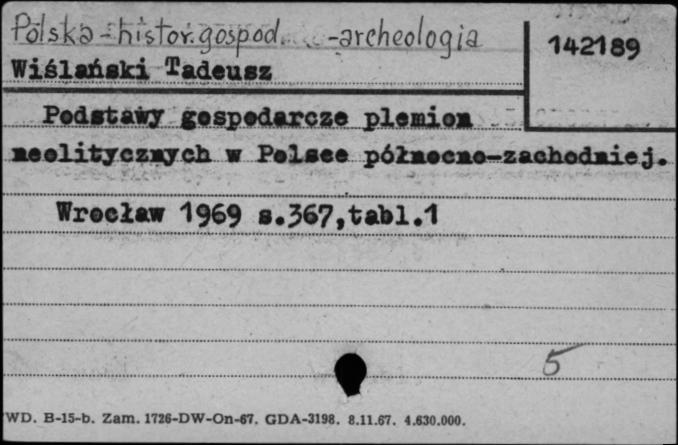 Polska - histor. gospod. - archeologia
142189
Wiślański Tadeusz
Podstawy gospodarcze plemion
neolitycznych w Polsce północno-zachodniej.
Wrocław 1969 s.367,tabl.1
5
WD. B-15-b. Zam. 1726-DW-On-67. GDA-3198. 8.11.67. 4.630.000.